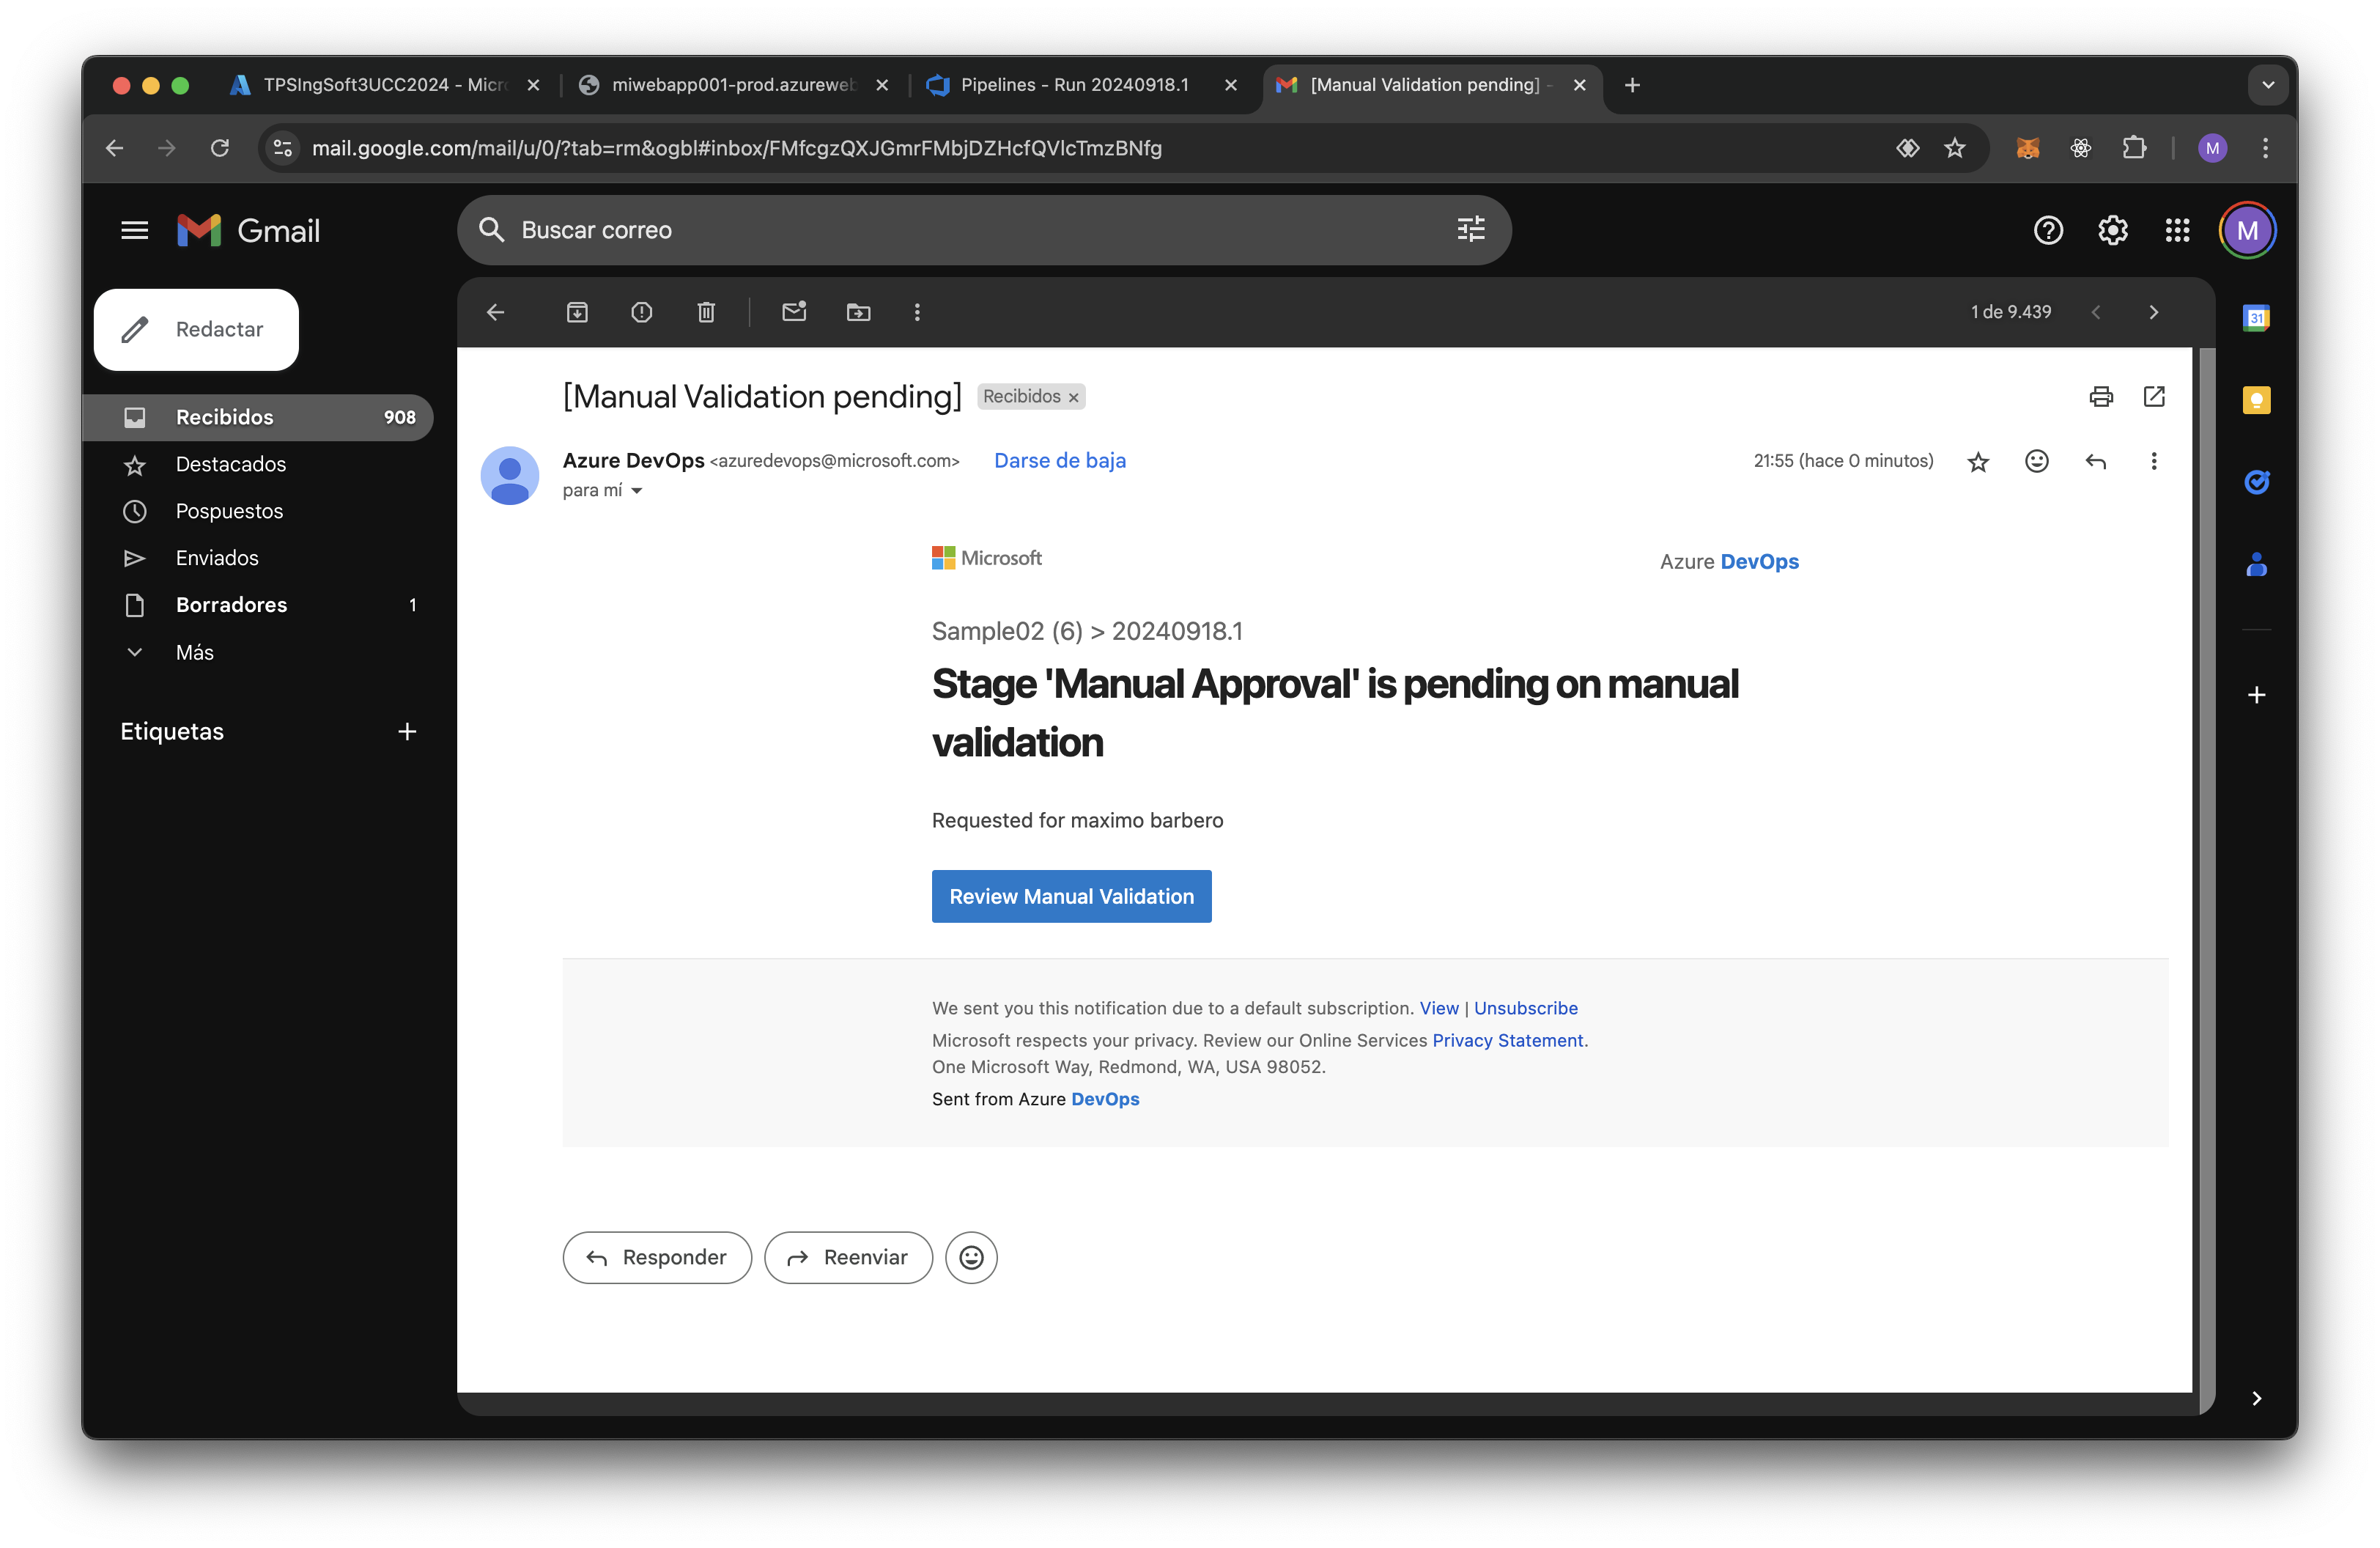 TPSIngSoft3UCC2024 - Micr
miwebapp001-prod.azureweb
Pipelines - Run 20240918.1
[Manual Validation pending] -
mail.google.com/mail/u/0/?tab=rm&ogbl#inbox/FMfcgzQXJGmrFMbjDZHcfQVlcTmzBNfg
M
Gmail
Buscar correo
M
Redactar
1 de 9.439
31
[Manual Validation pending]
Recibidos
Recibidos 908
Destacados
Pospuestos
Enviados
Borradores 1
Más
Etiquetas
Azure DevOps <azuredevops@microsoft.com> Darse de baja
21:55 (hace 0 minutos)
para mí
Microsoft
Azure DevOps
Sample02 (6) > 20240918.1
Stage 'Manual Approval' is pending on manual
validation
Requested for maximo barbero
Review Manual Validation
We sent you this notification due to a default subscription. View | Unsubscribe
Microsoft respects your privacy. Review our Online Services Privacy Statement.
One Microsoft Way, Redmond, WA, USA 98052.
Sent from Azure DevOps
Responder
Reenviar